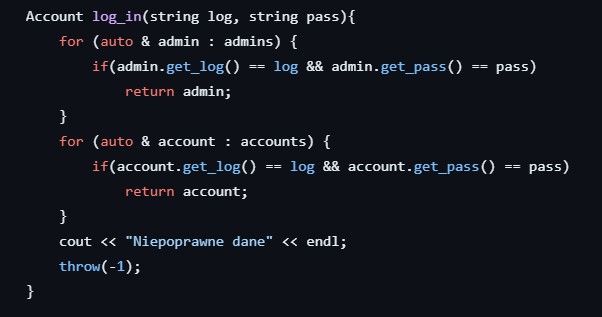 Account log_in(string log, string pass){
    for (auto & admin : admins) {
        if(admin.get_log() == log && admin.get_pass() == pass)
            return admin;
    }
    for (auto & account : accounts) {
        if(account.get_log() == log && account.get_pass() == pass)
            return account;
    }
    cout << "Niepoprawne dane" << endl;
    throw(-1);
}